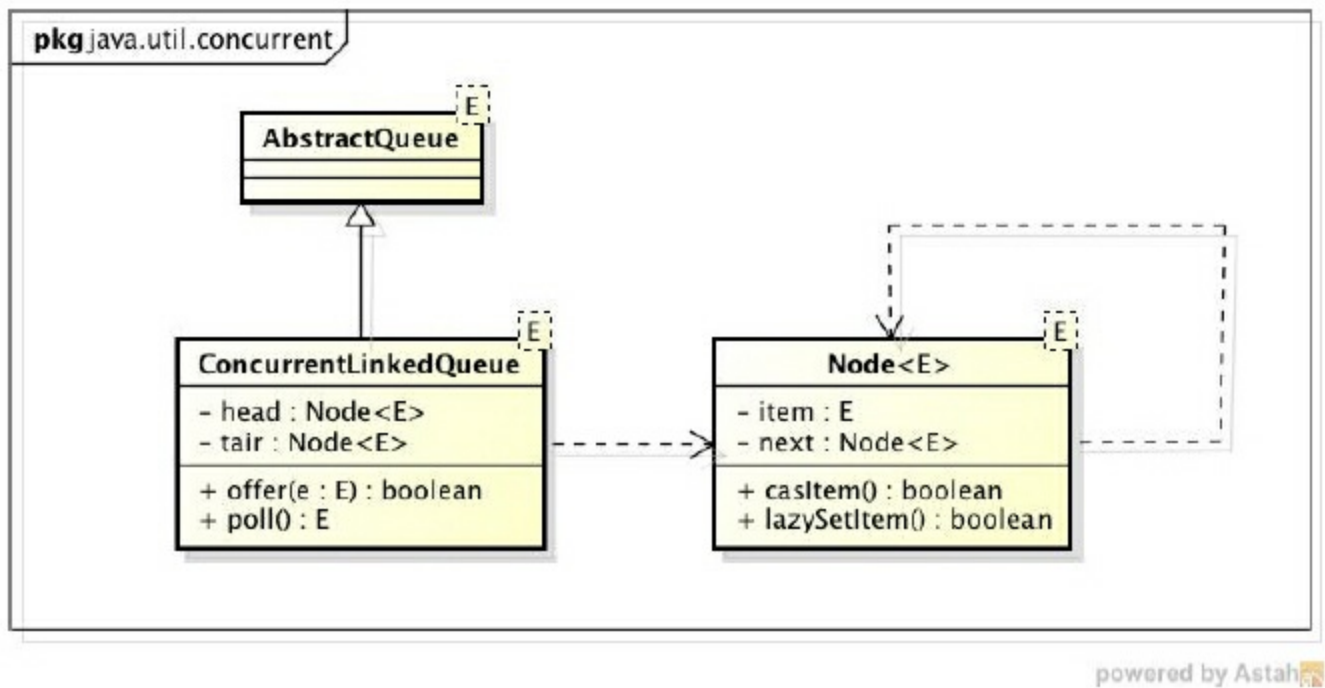 pkg java.util.concurrent
E
AbstractQueue
E
ConcurrentLinkedQueue
- head : Node<E>
- tair : Node<E>
+ offer(e : E) : boolean
+ poll() : E
E
Node<E>
- item : E
- next : Node<E>
+ casItem() : boolean
+ lazySetItem() : boolean
powered by Astah